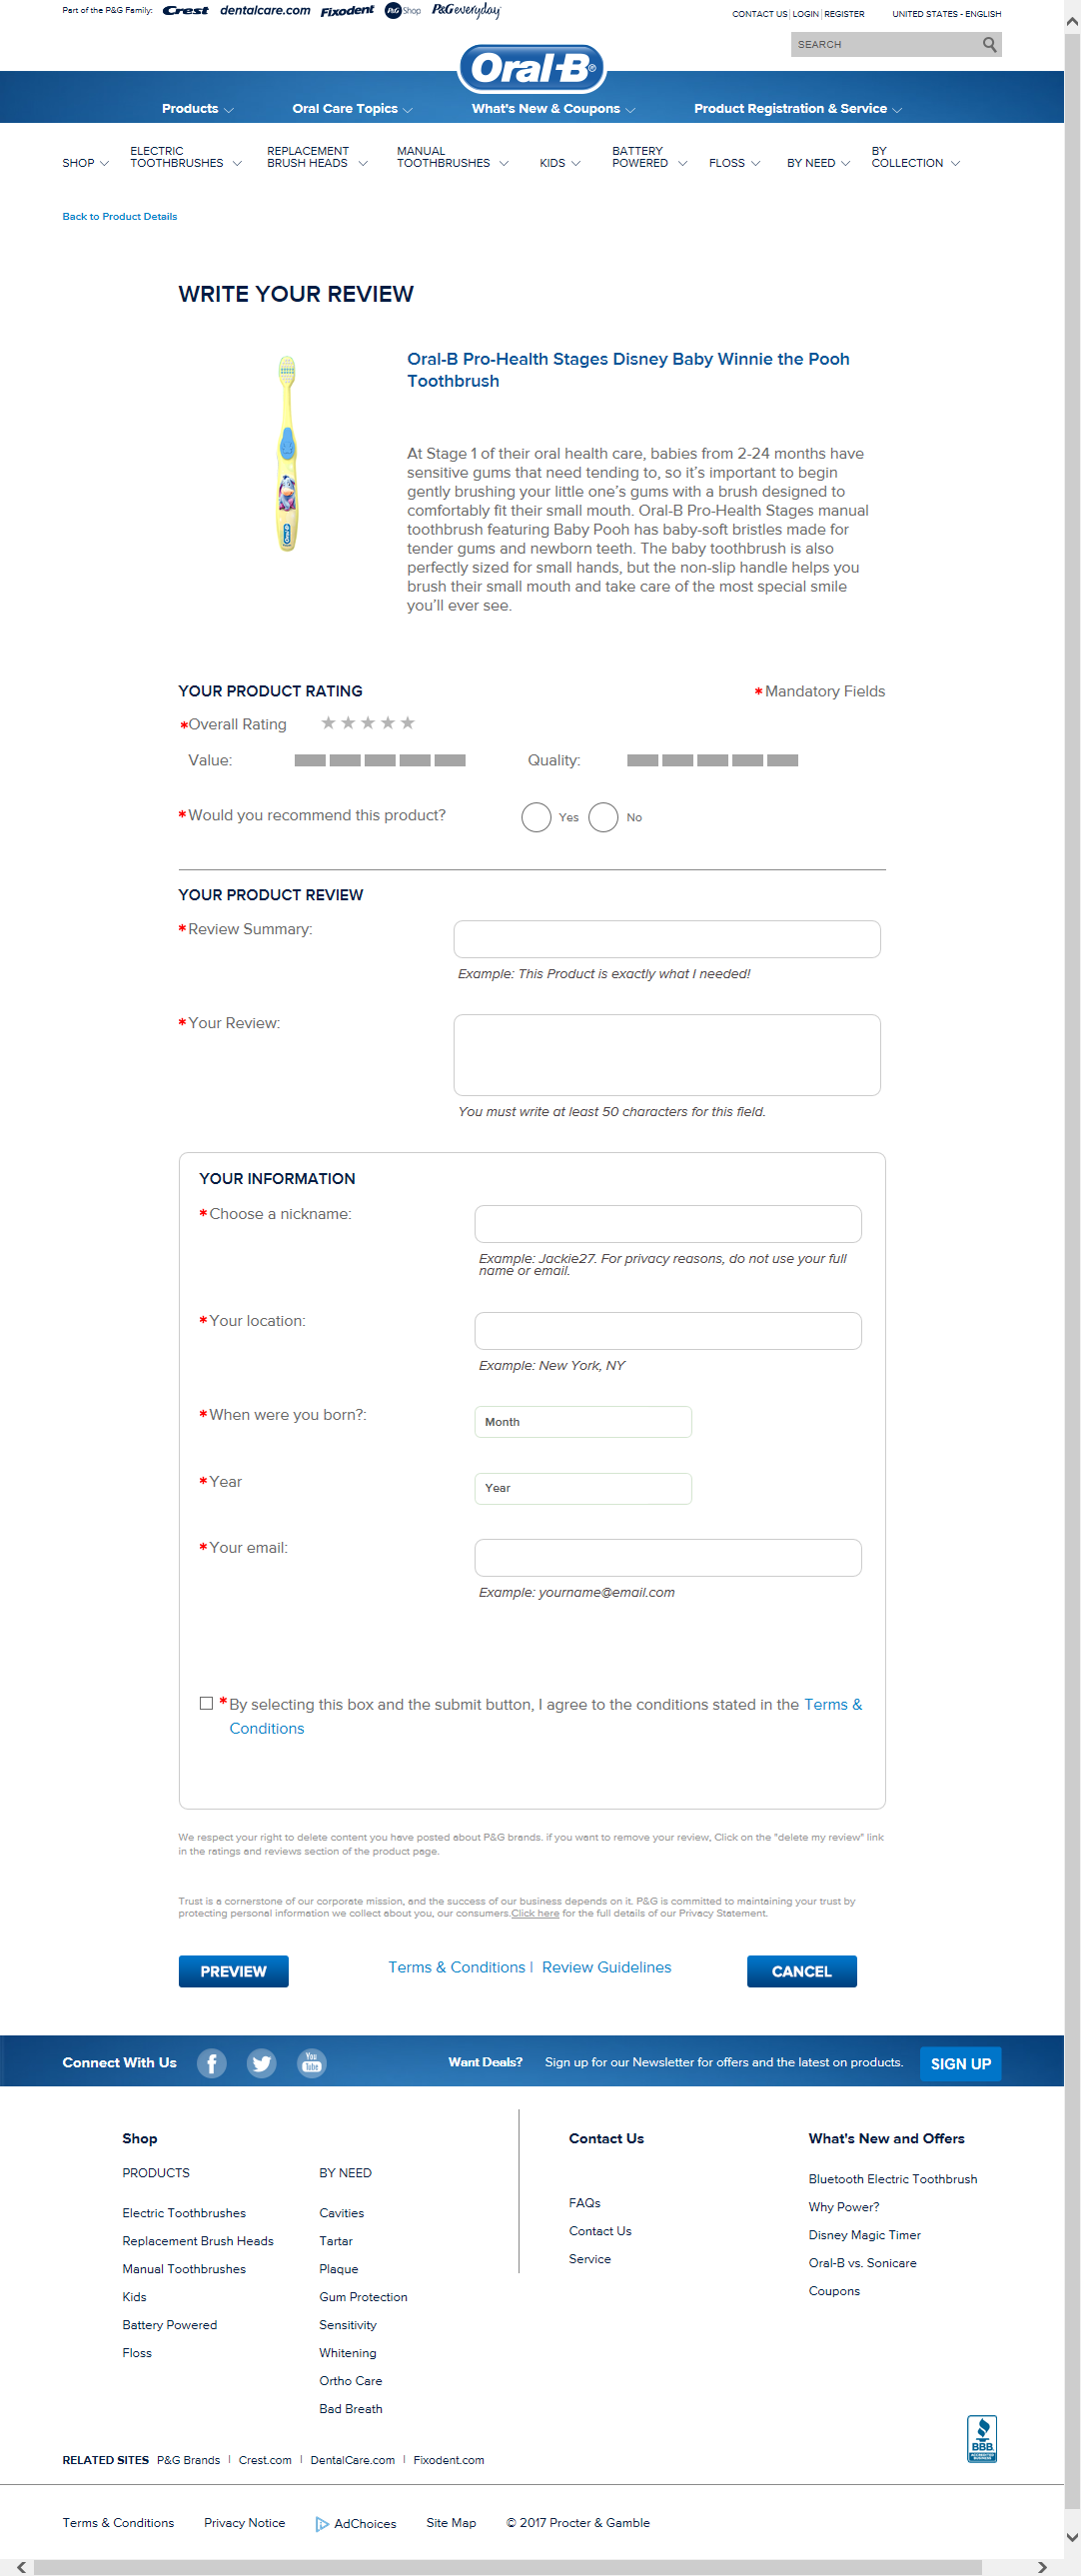 Part of the P&G Family: Crest dentalcare.com Fixodent P&G Shop P&G everyday
CONTACT US | LOGIN | REGISTER UNITED STATES - ENGLISH
SEARCH
Oral-B®
Products Oral Care Topics What's New & Coupons Product Registration & Service
SHOP ELECTRIC TOOTHBRUSHES REPLACEMENT BRUSH HEADS MANUAL TOOTHBRUSHES KIDS BATTERY POWERED FLOSS BY NEED BY COLLECTION
Back to Product Details
WRITE YOUR REVIEW
Oral-B Pro-Health Stages Disney Baby Winnie the Pooh
Toothbrush
At Stage 1 of their oral health care, babies from 2-24 months have
sensitive gums that need tending to, so it's important to begin
gently brushing your little one's gums with a brush designed to
comfortably fit their small mouth. Oral-B Pro-Health Stages manual
toothbrush featuring Baby Pooh has baby-soft bristles made for
tender gums and newborn teeth. The baby toothbrush is also
perfectly sized for small hands, but the non-slip handle helps you
brush their small mouth and take care of the most special smile
you'll ever see.
Oral-B
YOUR PRODUCT RATING
*Mandatory Fields
*Overall Rating
Value: Quality:
*Would you recommend this product? Yes No
YOUR PRODUCT REVIEW
*Review Summary:
Example: This Product is exactly what I needed!
*Your Review:
You must write at least 50 characters for this field.
YOUR INFORMATION
*Choose a nickname:
Example: Jackie27. For privacy reasons, do not use your full
name or email.
*Your location:
Example: New York, NY
*When were you born?: Month
*Year Year
*Your email:
Example: yourname@email.com
*By selecting this box and the submit button, I agree to the conditions stated in the Terms &
Conditions
We respect your right to delete content you have posted about P&G brands. if you want to remove your review, Click on the "delete my review" link
in the ratings and reviews section of the product page.
Trust is a cornerstone of our corporate mission, and the success of our business depends on it. P&G is committed to maintaining your trust by
protecting personal information we collect about you, our consumers.Click here for the full details of our Privacy Statement.
PREVIEW Terms & Conditions | Review Guidelines CANCEL
Connect With Us You Tube Want Deals? Sign up for our Newsletter for offers and the latest on products. SIGN UP
Shop
PRODUCTS
Electric Toothbrushes
Replacement Brush Heads
Manual Toothbrushes
Kids
Battery Powered
Floss
BY NEED
Cavities
Tartar
Plaque
Gum Protection
Sensitivity
Whitening
Ortho Care
Bad Breath
Contact Us
FAQs
Contact Us
Service
What's New and Offers
Bluetooth Electric Toothbrush
Why Power?
Disney Magic Timer
Oral-B vs. Sonicare
Coupons
BBB.
ACCREDITED
BUSINESS
RELATED SITES P&G Brands | Crest.com | DentalCare.com | Fixodent.com
Terms & Conditions Privacy Notice AdChoices Site Map © 2017 Procter & Gamble